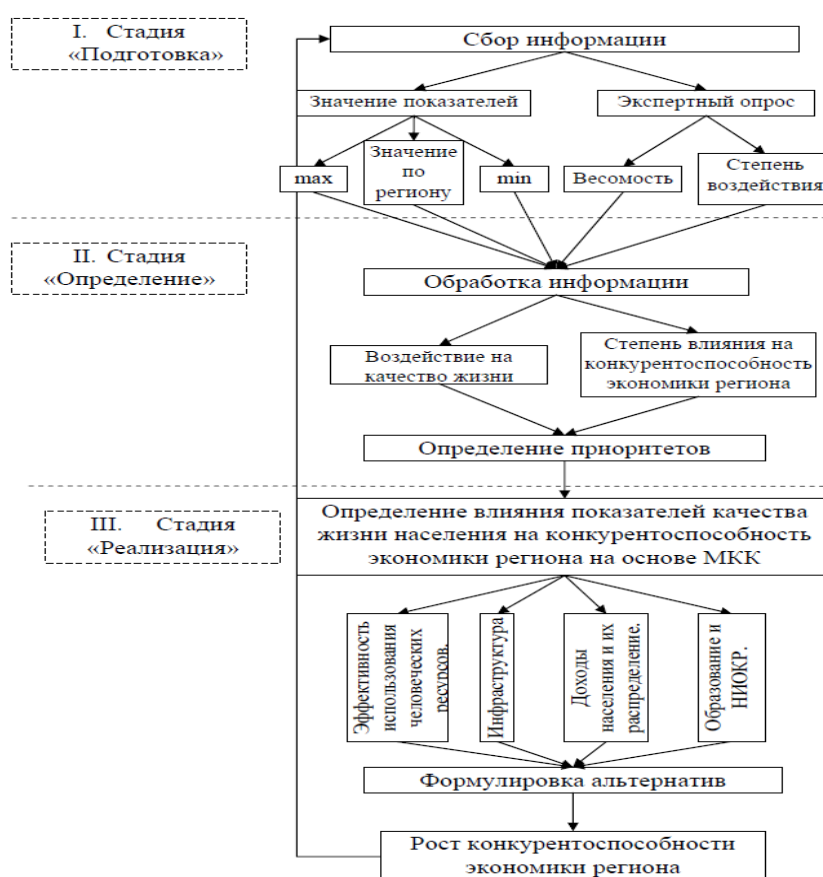 I. Стадия
«Подготовка»
Сбор информации
Значение показателей
Экспертный опрос
max
Значение
по
региону
min
Весомость
Степень
воздействия
II. Стадия
«Определение»
Обработка информации
Воздействие на
качество жизни
Степень влияния на
конкурентоспособность
экономики региона
Определение приоритетов
III. Стадия
«Реализация»
Определение влияния показателей качества
жизни населения на конкурентоспособность
экономики региона на основе МКК
Эффективность
использования
человеческих
ресурсов.
Инфраструктура
Доходы
населения и их
распределение.
Образование и
НИОКР.
Формулировка альтернатив
Рост конкурентоспособности
экономики региона